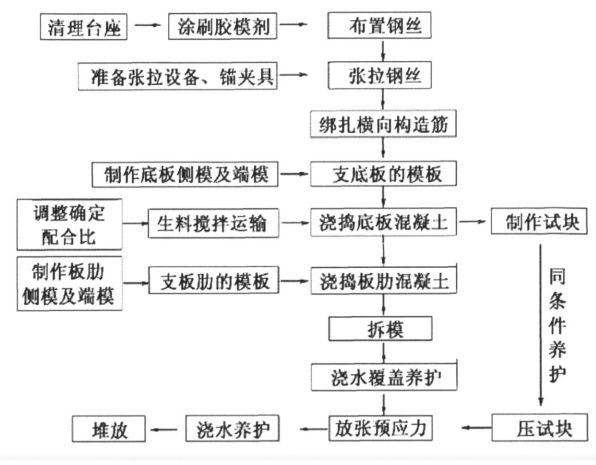 清理台座
涂刷胶模剂
布置钢丝
准备张拉设备、锚夹具
张拉钢丝
绑扎横向构造筋
制作底板侧模及端模
支底板的模板
调整确定
配合比
生料搅拌运输
浇捣底板混凝土
制作试块
制作板肋
侧模及端模
支板肋的模板
浇捣板肋混凝土
同条件养护
拆模
浇水覆盖养护
堆放
浇水养护
放张预应力
压试块